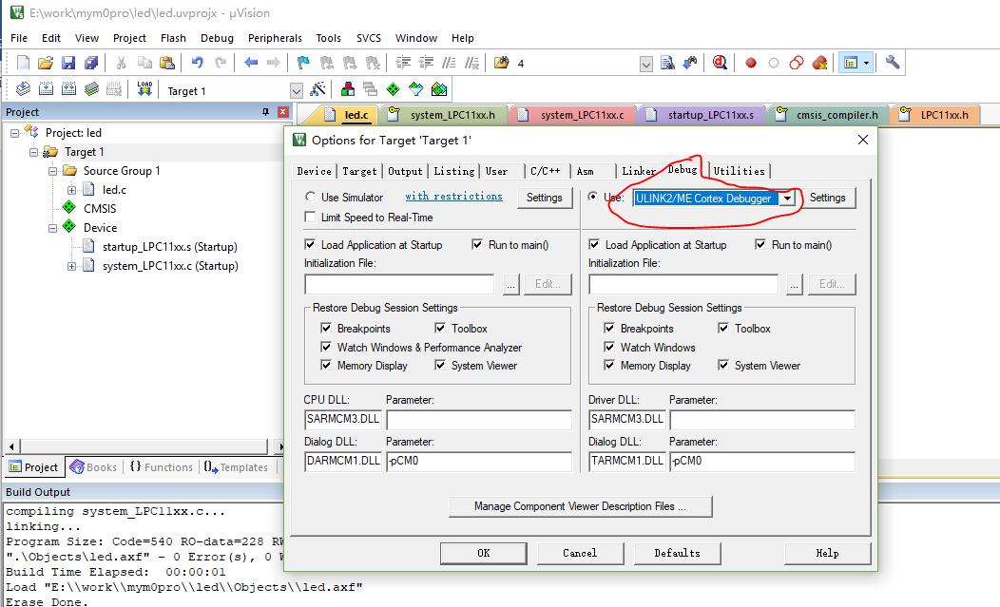 E:\work\mym0pro\led\led.uvprojx - µVision
File Edit View Project Flash Debug Peripherals Tools SVCS Window Help
4
LOAD Target 1
Project
led.c system_LPC11xx.h system_LPC11xx.c startup_LPC11xx.s cmsis_compiler.h LPC11xx.h
Project: led
Target 1
Source Group 1
led.c
CMSIS
Device
startup_LPC11xx.s (Startup)
system_LPC11xx.c (Startup)
Project Books Functions Templates
Options for Target 'Target 1'
Device Target Output Listing User C/C++ Asm Linker Debug Utilities
Use Simulator with restrictions Settings
Limit Speed to Real-Time
Load Application at Startup Run to main()
Initialization File:
... Edit...
Restore Debug Session Settings
Breakpoints Toolbox
Watch Windows & Performance Analyzer
Memory Display System Viewer
CPU DLL: Parameter:
SARMCM3.DLL
Dialog DLL: Parameter:
DARMCM1.DLL -pCM0
Use: ULINK2/ME Cortex Debugger Settings
Load Application at Startup Run to main()
Initialization File:
... Edit...
Restore Debug Session Settings
Breakpoints Toolbox
Watch Windows
Memory Display System Viewer
Driver DLL: Parameter:
SARMCM3.DLL
Dialog DLL: Parameter:
TARMCM1.DLL -pCM0
Manage Component Viewer Description Files ...
OK Cancel Defaults Help
Build Output
compiling system_LPC11xx.c...
linking...
Program Size: Code=540 RO-data=228 RW
".\Objects\led.axf" - 0 Error(s), 0 W
Build Time Elapsed: 00:00:01
Load "E:\\work\\mym0pro\\led\\Objects\\led.axf"
Erase Done.